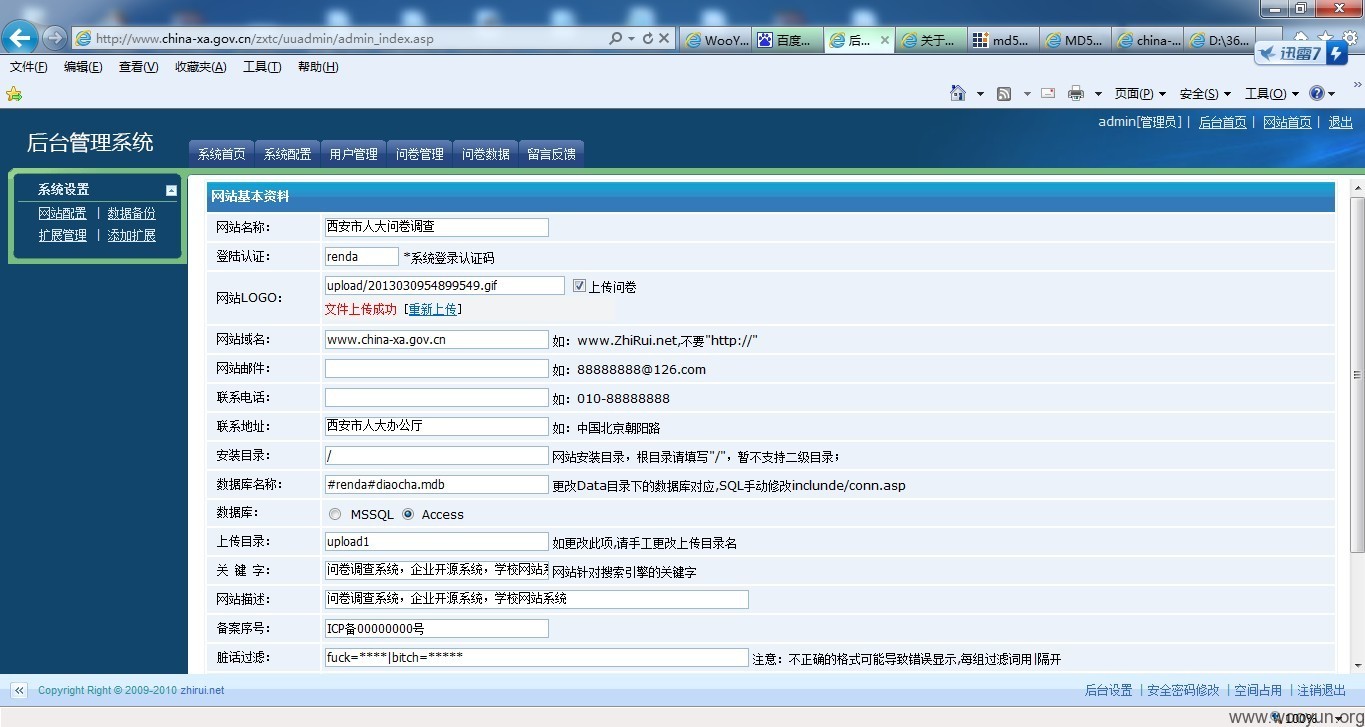 http://www.china-xa.gov.cn/zxtc/uuadmin/admin_index.asp
WooY... 百度... 后... 关于... md5... MD5... china-... D:\36...
迅雷7
文件(F) 编辑(E) 查看(V) 收藏夹(A) 工具(T) 帮助(H)
页面(P) 安全(S) 工具(O)
admin[管理员] | 后台首页 | 网站首页 | 退出
后台管理系统
系统首页 系统配置 用户管理 问卷管理 问卷数据 留言反馈
系统设置
网站配置 | 数据备份
扩展管理 | 添加扩展
网站基本资料
网站名称: 西安市人大问卷调查
登陆认证: renda *系统登录认证码
网站LOGO: upload/2013030954899549.gif 上传问卷
文件上传成功 [重新上传]
网站域名: www.china-xa.gov.cn 如: www.ZhiRui.net,不要"http://"
网站邮件: 如: 88888888@126.com
联系电话: 如: 010-88888888
联系地址: 西安市人大办公厅 如: 中国北京朝阳路
安装目录: / 网站安装目录，根目录请填写"/"，暂不支持二级目录;
数据库名称: #renda#diaocha.mdb 更改Data目录下的数据库对应,SQL手动修改inclunde/conn.asp
数据库: MSSQL Access
上传目录: upload1 如更改此项,请手工更改上传目录名
关 键 字: 问卷调查系统，企业开源系统，学校网站系 网站针对搜索引擎的关键字
网站描述: 问卷调查系统，企业开源系统，学校网站系统
备案序号: ICP备00000000号
脏话过滤: fuck=****|bitch=***** 注意：不正确的格式可能导致错误显示,每组过滤词用|隔开
Copyright Right © 2009-2010 zhirui.net
后台设置 | 安全密码修改 | 空间占用 | 注销退出
www.wooyun.org
100%